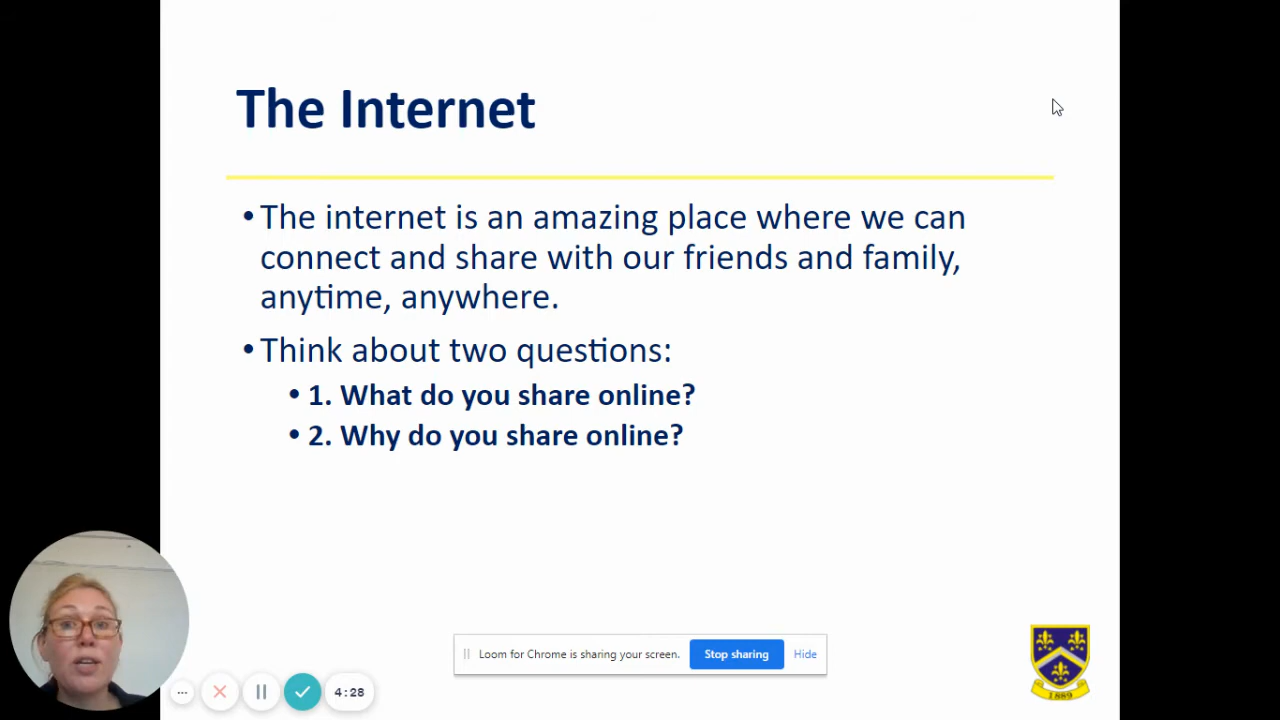 The Internet
• The internet is an amazing place where we can
connect and share with our friends and family,
anytime, anywhere.
• Think about two questions:
• 1. What do you share online?
• 2. Why do you share online?
Loom for Chrome is sharing your screen. Stop sharing Hide
4:28
1889